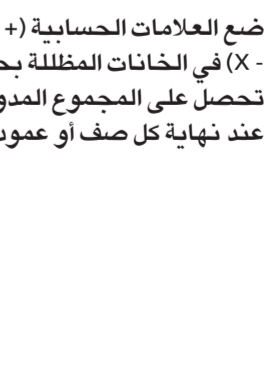 ضع العلامات الحسابية (+
- X) في الخانات المظللة بح
تحصل على المجموع المدو
عند نهاية كل صف أو عمود